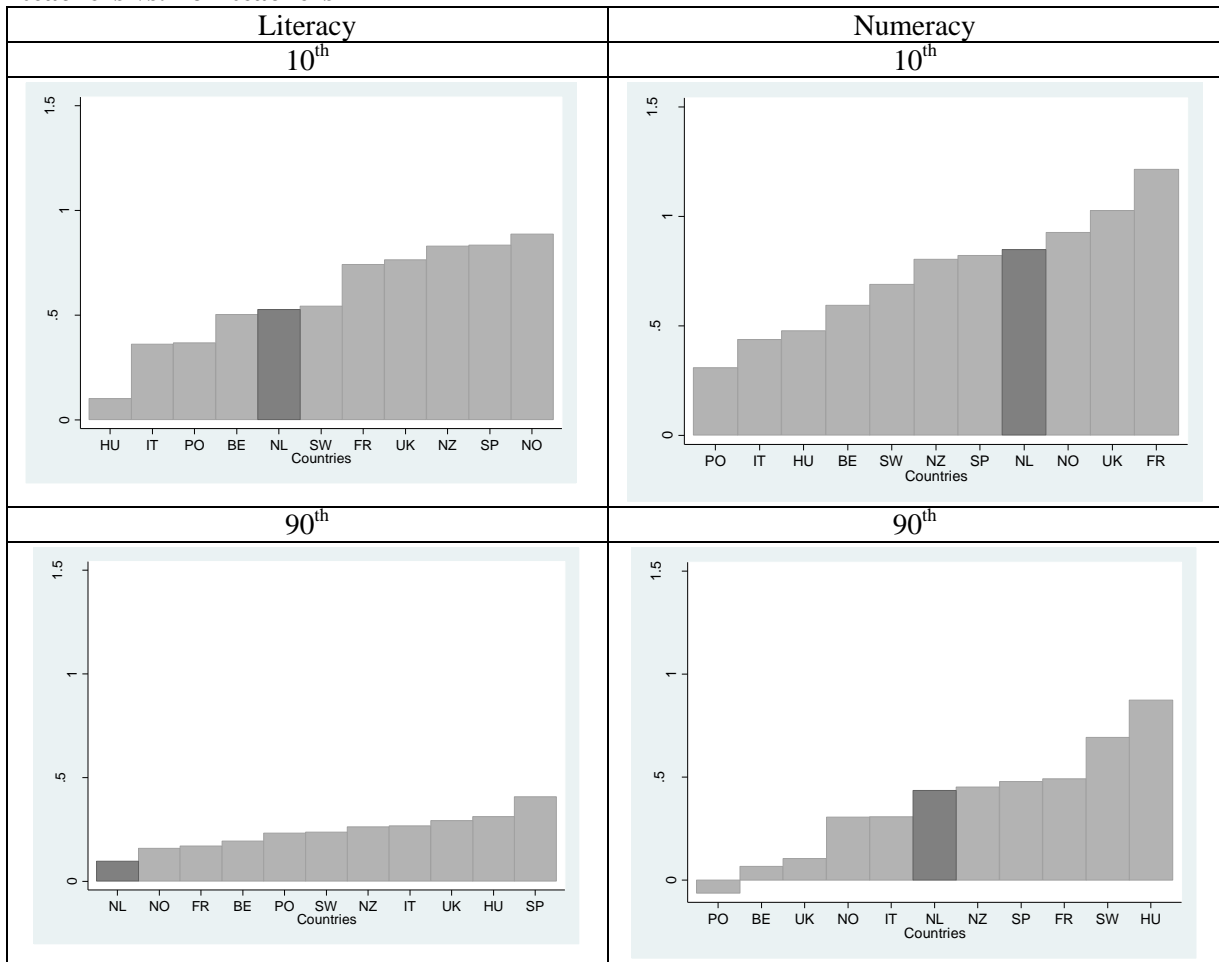 Literacy
Numeracy
10th
10th
1.5
1
.5
0
HU IT PO BE NL SW FR UK NZ SP NO
Countries
1.5
1
.5
0
PO IT HU BE SW NZ SP NL NO UK FR
Countries
90th
90th
1.5
1
.5
0
NL NO FR BE PO SW NZ IT UK HU SP
Countries
1.5
1
.5
0
PO BE UK NO IT NL NZ SP FR SW HU
Countries